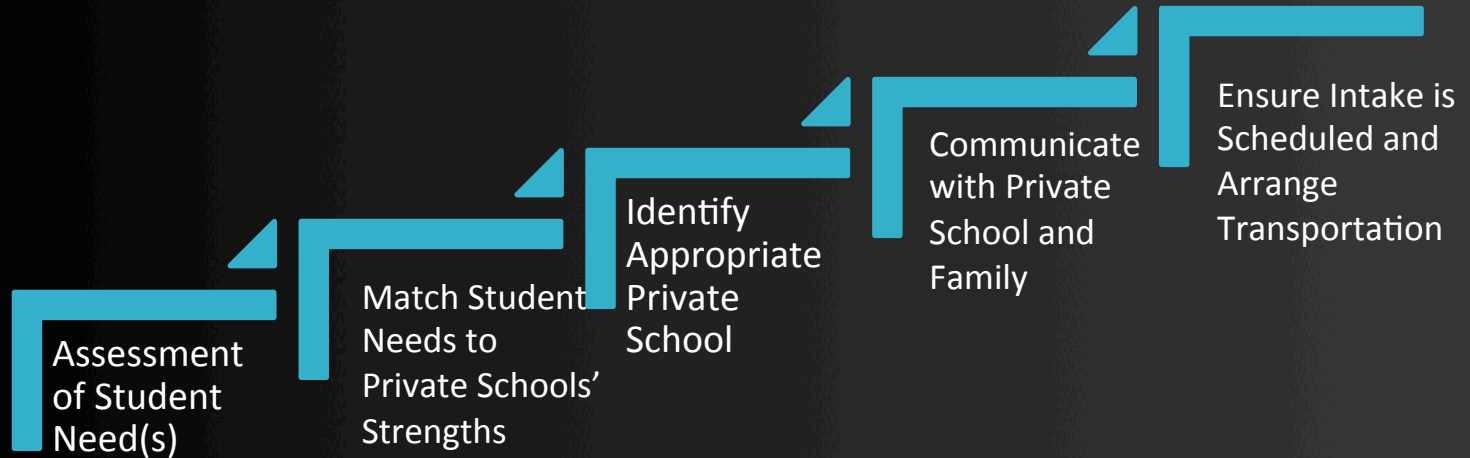 Assessment
of Student
Need(s)
Match Student
Needs to
Private Schools’
Strengths
Identify
Appropriate
Private
School
Communicate
with Private
School and
Family
Ensure Intake is
Scheduled and
Arrange
Transportation